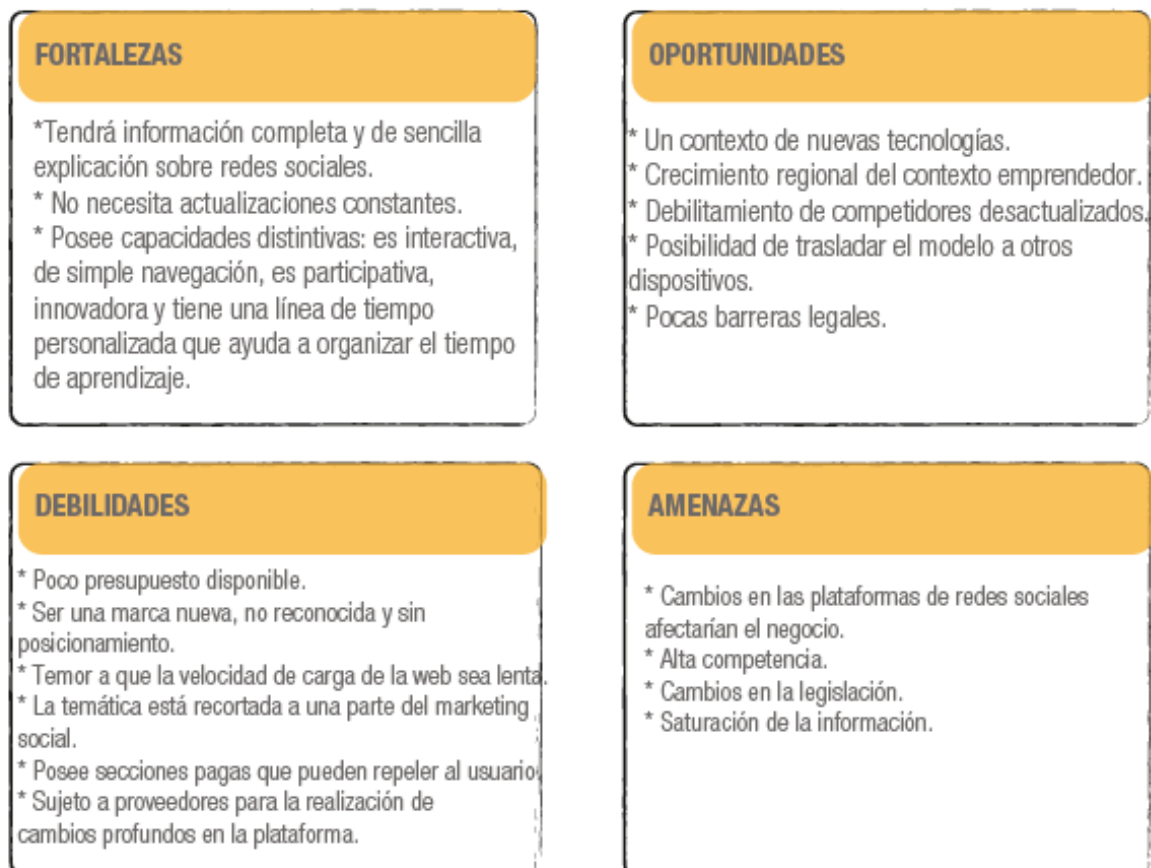 FORTALEZAS
*Tendrá información completa y de sencilla
explicación sobre redes sociales.
* No necesita actualizaciones constantes.
* Posee capacidades distintivas: es interactiva,
de simple navegación, es participativa,
innovadora y tiene una línea de tiempo
personalizada que ayuda a organizar el tiempo
de aprendizaje.
OPORTUNIDADES
* Un contexto de nuevas tecnologías.
* Crecimiento regional del contexto emprendedor.
* Debilitamiento de competidores desactualizados.
* Posibilidad de trasladar el modelo a otros
dispositivos.
* Pocas barreras legales.
DEBILIDADES
* Poco presupuesto disponible.
* Ser una marca nueva, no reconocida y sin
posicionamiento.
* Temor a que la velocidad de carga de la web sea lenta.
* La temática está recortada a una parte del marketing
social.
* Posee secciones pagas que pueden repeler al usuario.
* Sujeto a proveedores para la realización de
cambios profundos en la plataforma.
AMENAZAS
* Cambios en las plataformas de redes sociales
afectarían el negocio.
* Alta competencia.
* Cambios en la legislación.
* Saturación de la información.